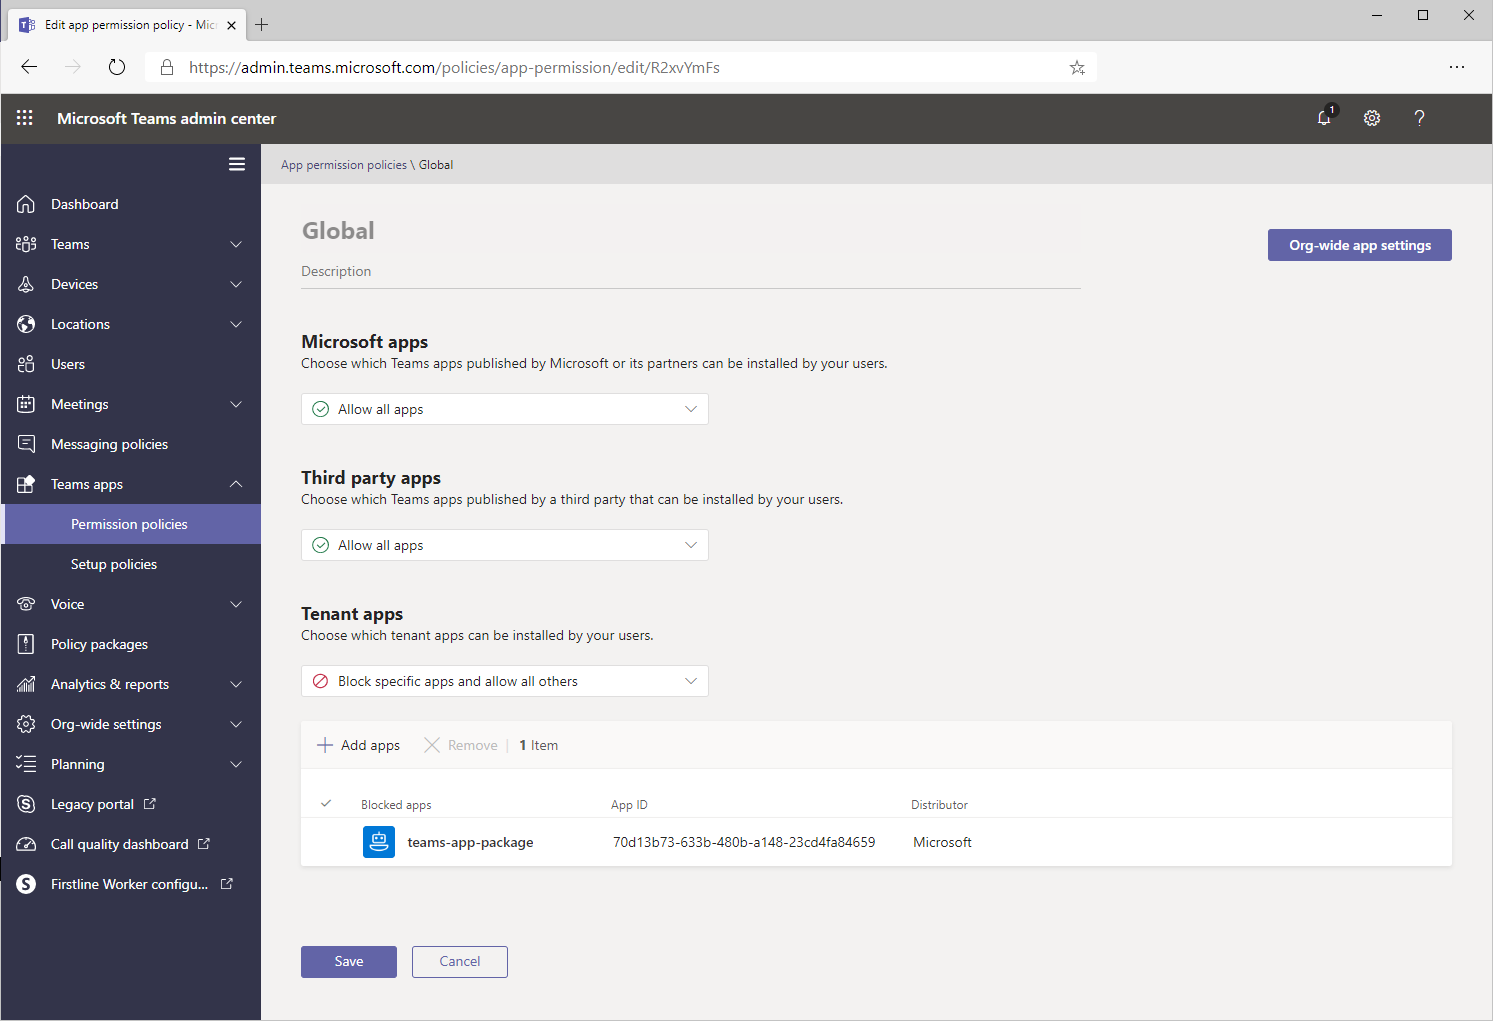 Edit app permission policy - Mic
https://admin.teams.microsoft.com/policies/app-permission/edit/R2xvYmFs
Microsoft Teams admin center
1
?
App permission policies \ Global
Dashboard
Teams
Devices
Locations
Users
Meetings
Messaging policies
Teams apps
Permission policies
Setup policies
Voice
Policy packages
Analytics & reports
Org-wide settings
Planning
Legacy portal
Call quality dashboard
Firstline Worker configu...
Global
Org-wide app settings
Description
Microsoft apps
Choose which Teams apps published by Microsoft or its partners can be installed by your users.
Allow all apps
Third party apps
Choose which Teams apps published by a third party that can be installed by your users.
Allow all apps
Tenant apps
Choose which tenant apps can be installed by your users.
Block specific apps and allow all others
Add apps Remove | 1 Item
Blocked apps App ID Distributor
teams-app-package 70d13b73-633b-480b-a148-23cd4fa84659 Microsoft
Save Cancel